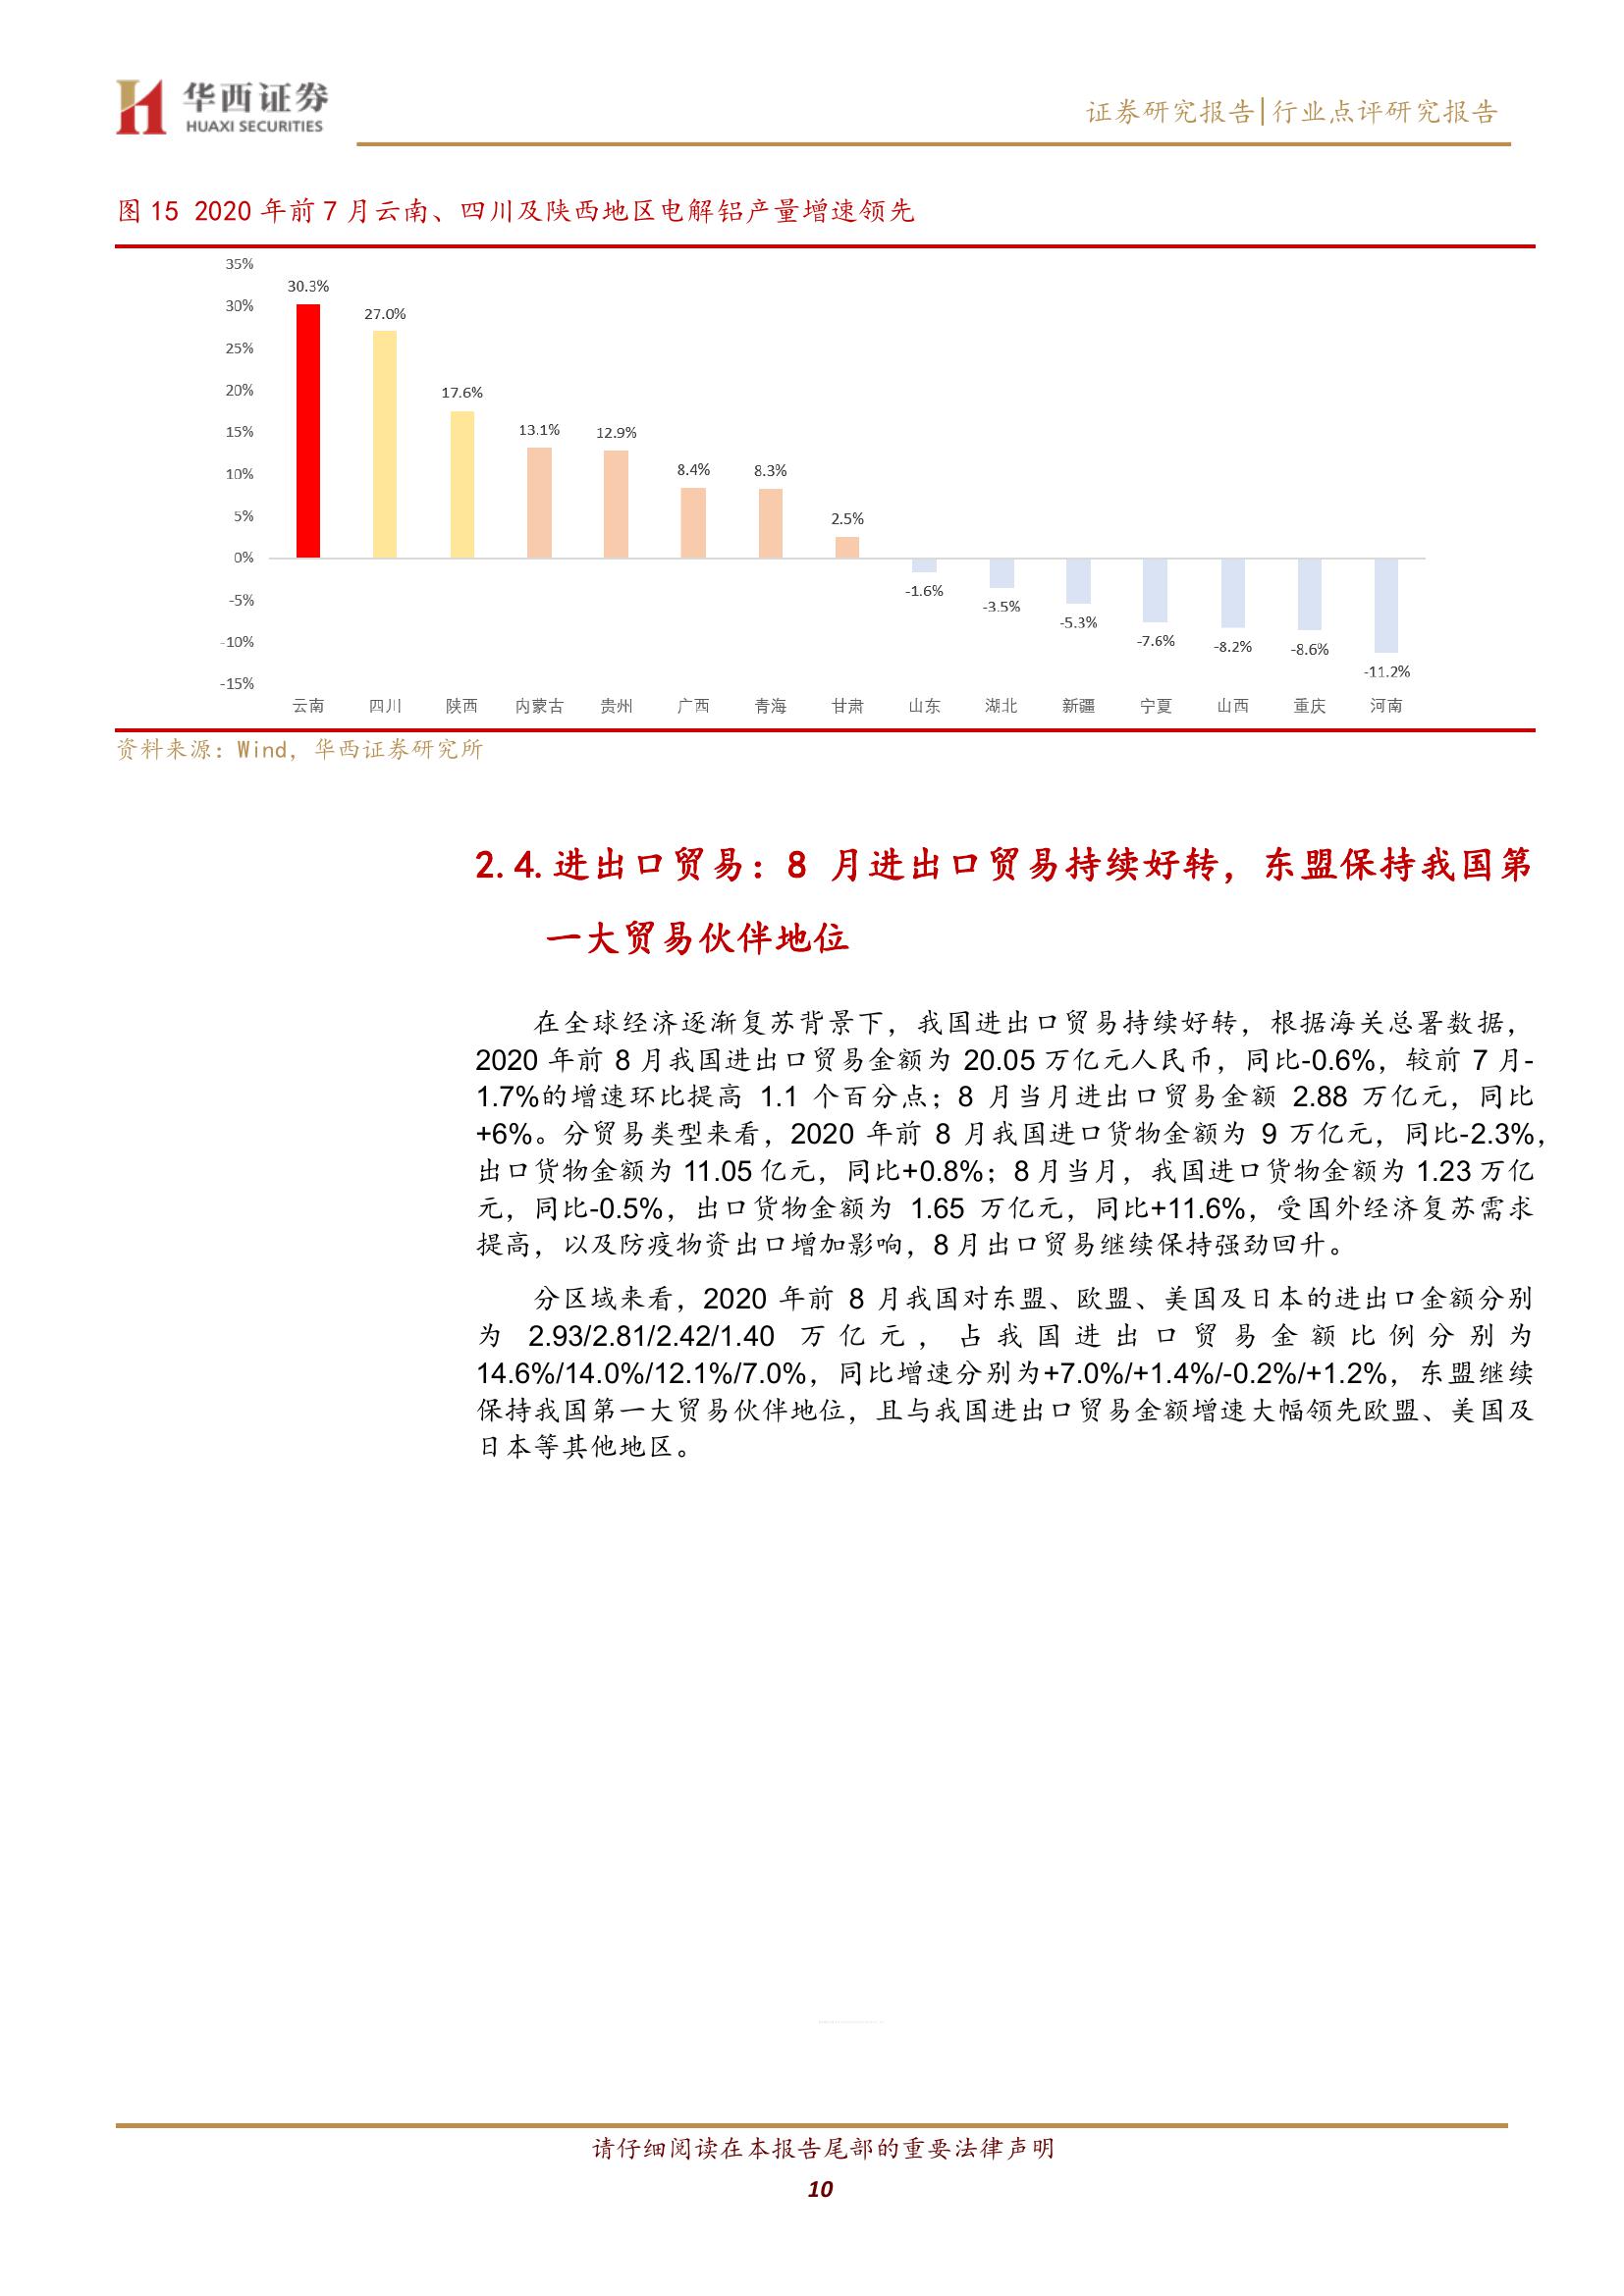 华西证券
HUAXI SECURITIES
证券研究报告|行业点评研究报告
图 15 2020 年前 7 月云南、四川及陕西地区电解铝产量增速领先
35%
30%
25%
20%
15%
10%
5%
0%
-5%
-10%
-15%
30.3%
27.0%
17.6%
13.1%
12.9%
8.4%
8.3%
2.5%
-1.6%
-3.5%
-5.3%
-7.6%
-8.2%
-8.6%
-11.2%
云南 四川 陕西 内蒙古 贵州 广西 青海 甘肃 山东 湖北 新疆 宁夏 山西 重庆 河南
资料来源：Wind，华西证券研究所
2.4.进出口贸易：8 月进出口贸易持续好转，东盟保持我国第
一大贸易伙伴地位
在全球经济逐渐复苏背景下，我国进出口贸易持续好转，根据海关总署数据，
2020 年前 8 月我国进出口贸易金额为 20.05 万亿元人民币，同比-0.6%，较前 7 月-
1.7%的增速环比提高 1.1 个百分点；8 月当月进出口贸易金额 2.88 万亿元，同比
+6%。分贸易类型来看，2020 年前 8 月我国进口货物金额为 9 万亿元，同比-2.3%，
出口货物金额为 11.05 亿元，同比+0.8%；8 月当月，我国进口货物金额为 1.23 万亿
元，同比-0.5%，出口货物金额为 1.65 万亿元，同比+11.6%，受国外经济复苏需求
提高，以及防疫物资出口增加影响，8 月出口贸易继续保持强劲回升。
分区域来看，2020 年前 8 月我国对东盟、欧盟、美国及日本的进出口金额分别
为 2.93/2.81/2.42/1.40 万亿元，占我国进出口贸易金额比例分别为
14.6%/14.0%/12.1%/7.0%，同比增速分别为+7.0%/+1.4%/-0.2%/+1.2%，东盟继续
保持我国第一大贸易伙伴地位，且与我国进出口贸易金额增速大幅领先欧盟、美国及
日本等其他地区。
请仔细阅读在本报告尾部的重要法律声明
10